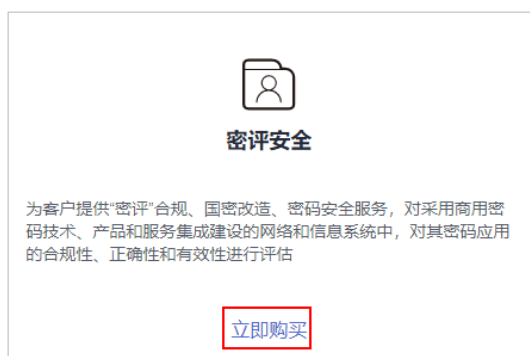 密评安全
为客户提供“密评”合规、国密改造、密码安全服务，对采用商用密
码技术、产品和服务集成建设的网络和信息系统中，对其密码应用
的合规性、正确性和有效性进行评估
立即购买